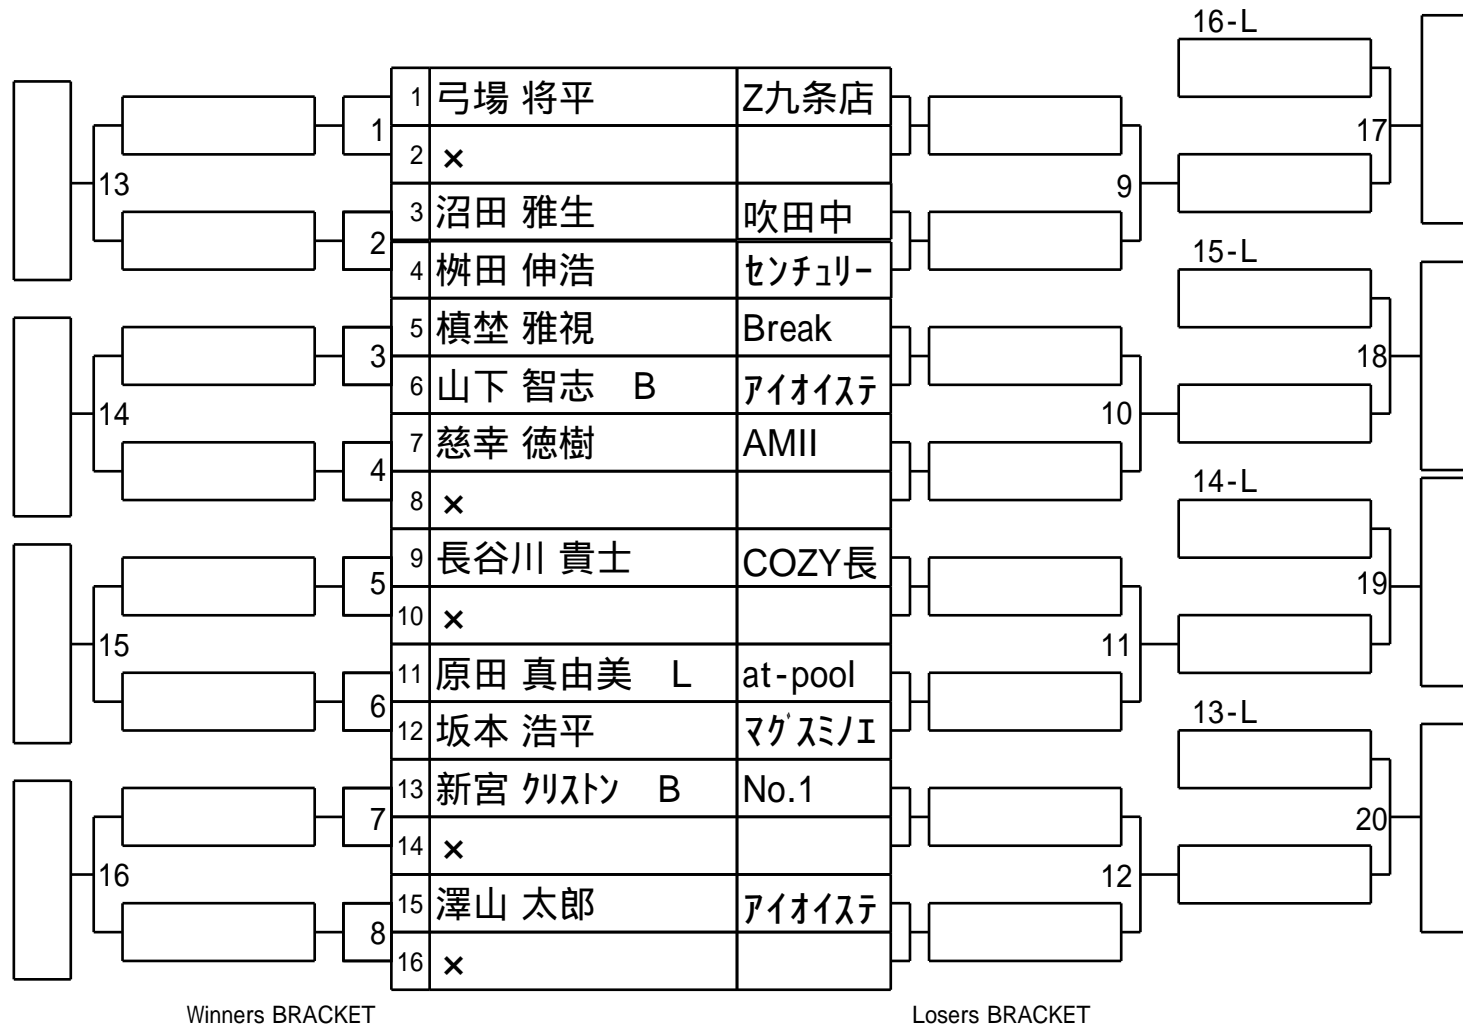 16-L
1 弓場 将平 Z九条店
1
17
2 ×
13
9
3 沼田 雅生 吹田中
2
15-L
4 桝田 伸浩 ｾﾝﾁｭﾘｰ
5 槙埜 雅視 Break
3
18
6 山下 智志 B ｱｲｵｲｽﾃ
14
10
7 慈幸 徳樹 AMII
4
14-L
8 ×
9 長谷川 貴士 COZY長
5
19
10 ×
15
11
11 原田 真由美 L at-pool
6
13-L
12 坂本 浩平 ﾏｸﾞｽﾐﾉｴ
13 新宮 ｸﾘｽﾄﾝ B No.1
7
20
14 ×
16
12
15 澤山 太郎 ｱｲｵｲｽﾃ
8
16 ×
Winners BRACKET
Losers BRACKET